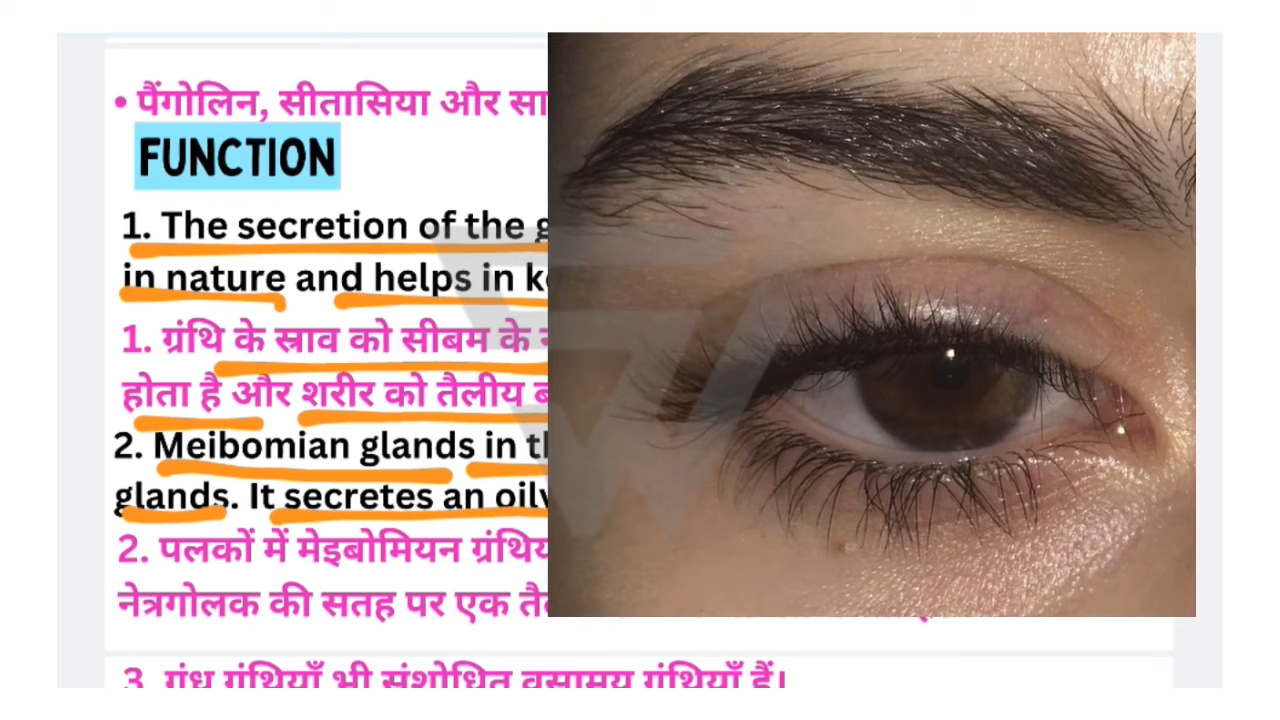 • पैंगोलिन, सीतासिया और सा
FUNCTION
1. The secretion of the
in nature and helps in
1. ग्रंथि के स्राव को सीबम के
होता है और शरीर को तैलीय
2. Meibomian glands in
glands. It secretes an oily
2. पलकों में मेइबोमियन
नेत्रगोलक की सतह पर एक
3. गंध ग्रंथियाँ भी संशोधित वसामय ग्रंथियाँ हैं।